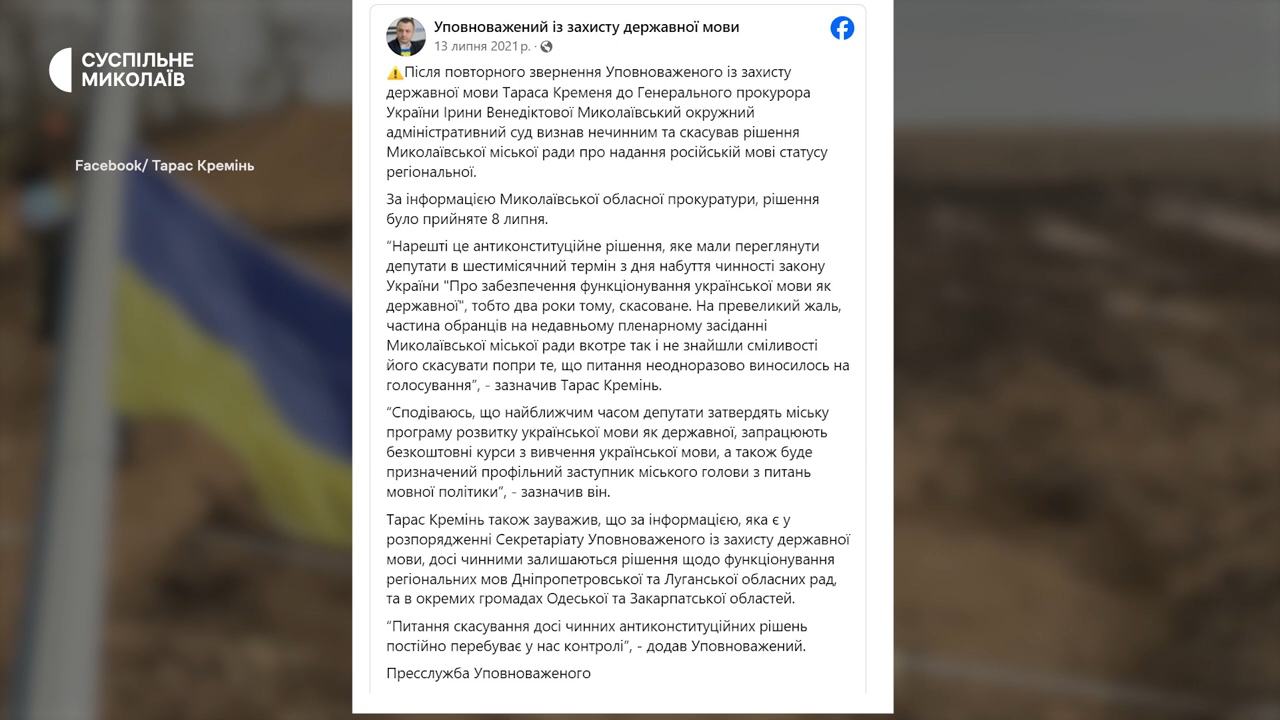 СУСПІЛЬНЕ
МИКОЛАЇВ
Facebook/ Тарас Кремінь
Уповноважений із захисту державної мови
13 липня 2021 р. ·
⚠️Після повторного звернення Уповноваженого із захисту
державної мови Тараса Кременя до Генерального прокурора
України Ірини Венедіктової Миколаївський окружний
адміністративний суд визнав нечинним та скасував рішення
Миколаївської міської ради про надання російській мові статусу
регіональної.
За інформацією Миколаївської обласної прокуратури, рішення
було прийняте 8 липня.
“Нарешті це антиконституційне рішення, яке мали переглянути
депутати в шестимісячний термін з дня набуття чинності закону
України "Про забезпечення функціонування української мови як
державної", тобто два роки тому, скасоване. На превеликий жаль,
частина обранців на недавньому пленарному засіданні
Миколаївської міської ради вкотре так і не знайшли сміливості
його скасувати попри те, що питання неодноразово виносилось на
голосування”, - зазначив Тарас Кремінь.
“Сподіваюсь, що найближчим часом депутати затвердять міську
програму розвитку української мови як державної, запрацюють
безкоштовні курси з вивчення української мови, а також буде
призначений профільний заступник міського голови з питань
мовної політики”, - зазначив він.
Тарас Кремінь також зауважив, що за інформацією, яка є у
розпорядженні Секретаріату Уповноваженого із захисту державної
мови, досі чинними залишаються рішення щодо функціонування
регіональних мов Дніпропетровської та Луганської обласних рад,
та в окремих громадах Одеської та Закарпатської областей.
“Питання скасування досі чинних антиконституційних рішень
постійно перебуває у нас контролі”, - додав Уповноважений.
Пресслужба Уповноваженого